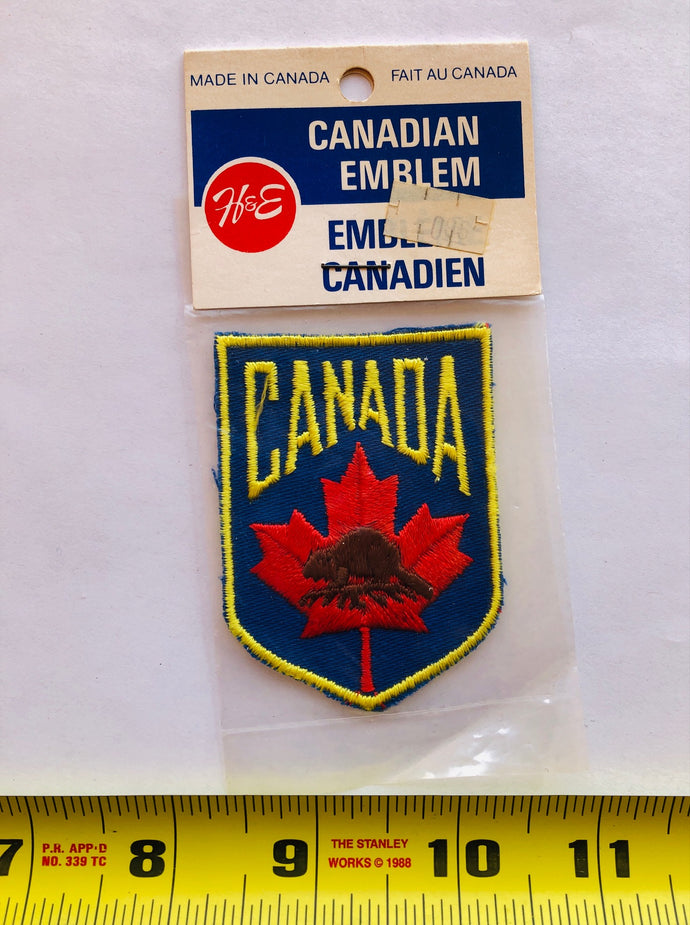 MADE IN CANADA FAIT AU CANADA
CANADIAN
EMBLEM
H&E
CANADIEN
CANADA
7 P.R. APP'D
NO. 339 TC 8 9 THE STANLEY
WORKS © 1988 10 11